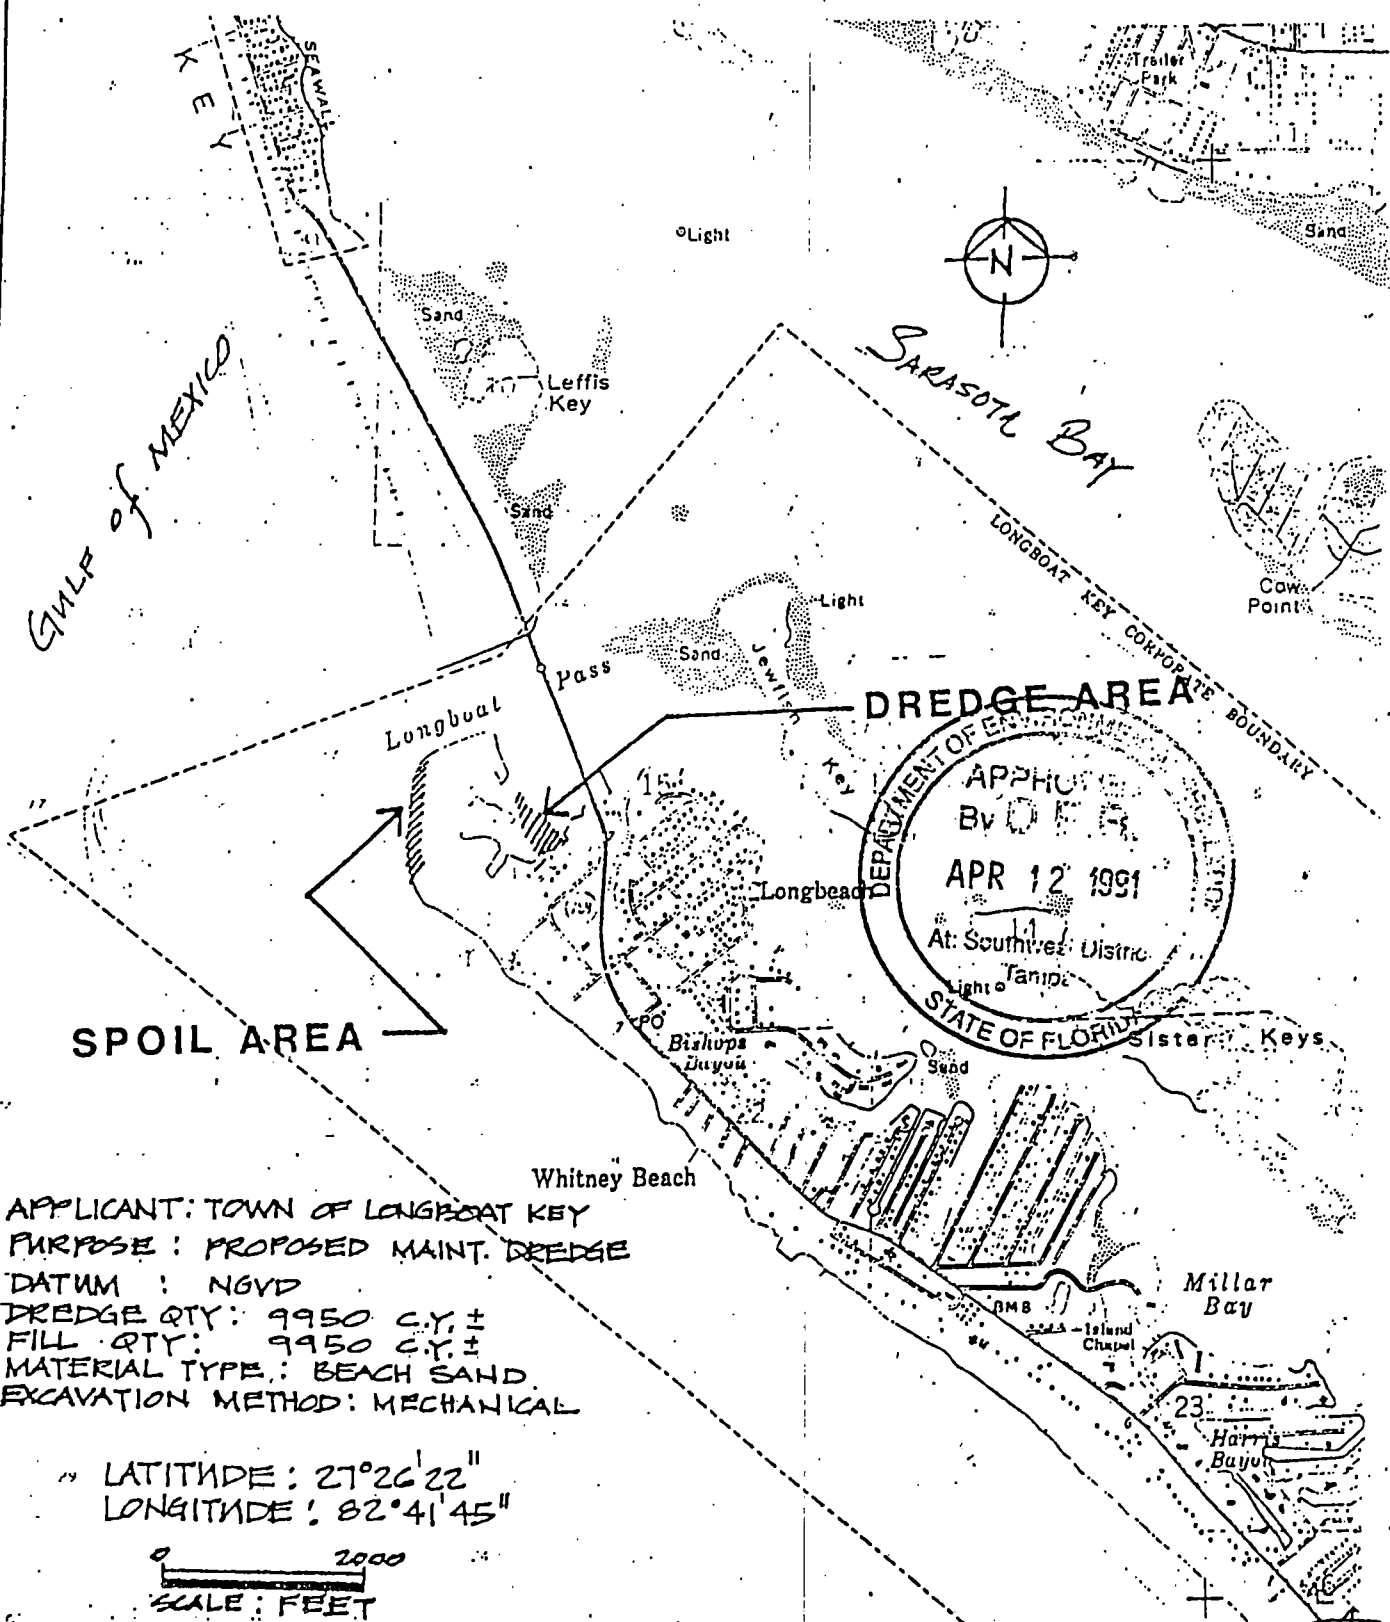 KEY
SEAWALL
Trailer
Park
Sand
Light
N
Sand
Leffis
Key
SARASOTA BAY
GULF of MEXICO
Sand
LONGBOAT KEY CORPORATE BOUNDARY
Cow
Point
Light
Sand
Jewfish Key
Longboat Pass
DREDGE AREA
15
Longbeach
DEPARTMENT OF
By
APR 12 1991
At: Southwest District
Light
STATE OF FLORIDA
SPOIL AREA
PO
Bishops
Bayou
Sand
Sister Keys
Whitney Beach
APPLICANT: TOWN OF LONGBOAT KEY
PURPOSE: PROPOSED MAINT. DREDGE
DATUM : NGVD
DREDGE QTY: 9950 C.Y. ±
FILL QTY: 9950 C.Y. ±
MATERIAL TYPE: BEACH SAND
EXCAVATION METHOD: MECHANICAL
Millar
Bay
BM8
Island
Chapel
23
Harris
Bayou
LATITUDE: 27°26'22"
LONGITUDE: 82°41'45"
0 2000
SCALE: FEET